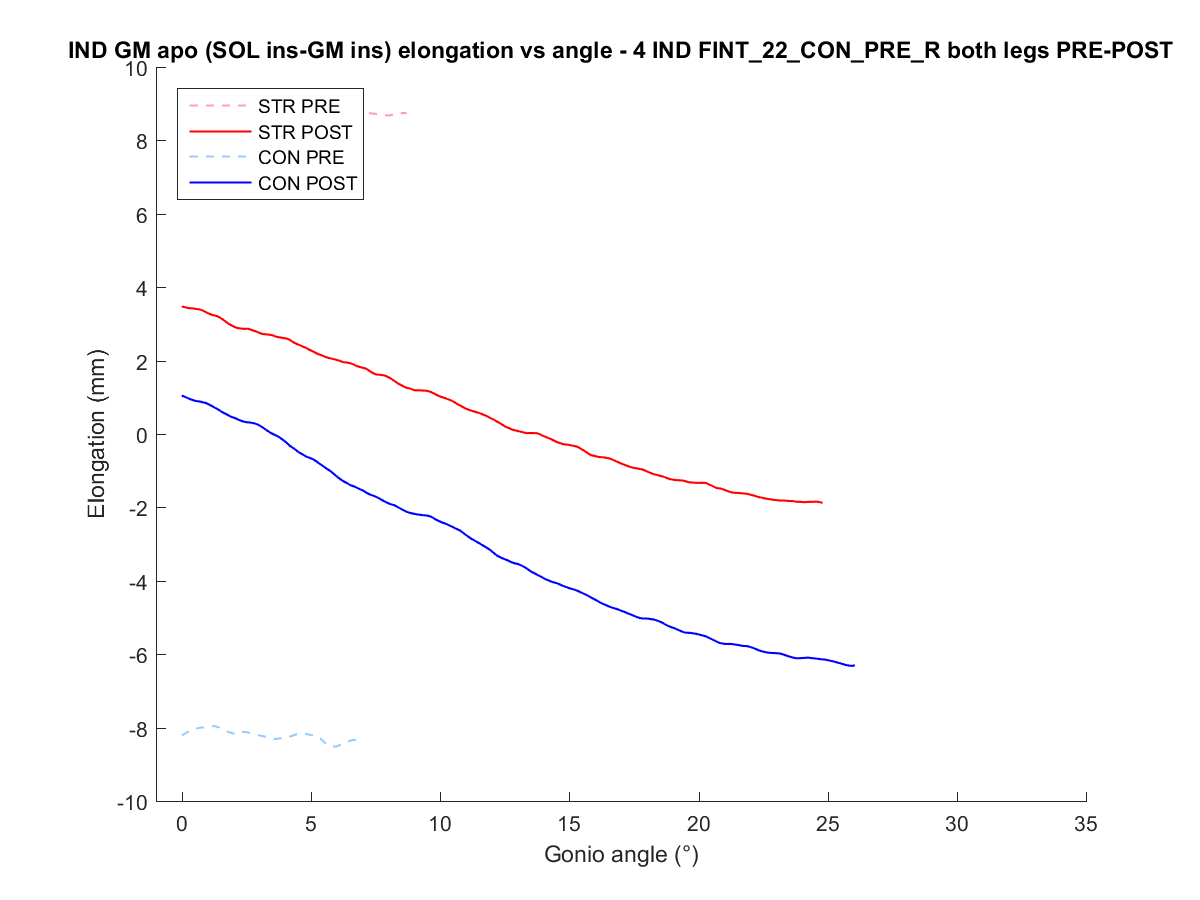 IND GM apo (SOL ins-GM ins) elongation vs angle - 4 IND FINT_22_CON_PRE_R both legs PRE-POST
STR PRE
STR POST
CON PRE
CON POST
10
8
6
4
2
0
-2
-4
-6
-8
-10
Elongation (mm)
0 5 10 15 20 25 30 35
Gonio angle (°)